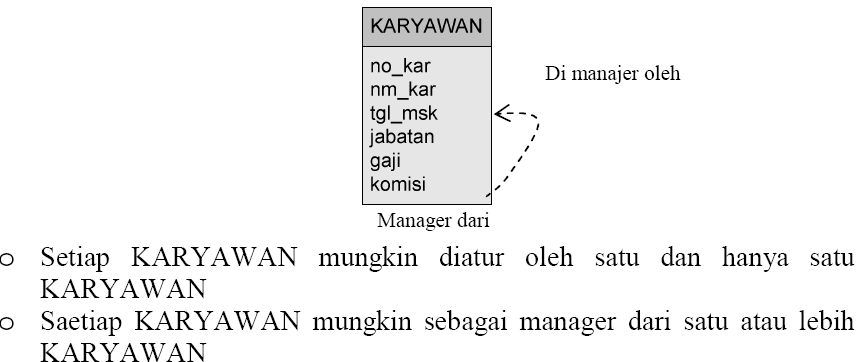 KARYAWAN
no_kar
nm_kar
tgl_msk
jabatan
gaji
komisi
Di manajer oleh
Manager dari
o Setiap KARYAWAN mungkin diatur oleh satu dan hanya satu
KARYAWAN
o Saetiap KARYAWAN mungkin sebagai manager dari satu atau lebih
KARYAWAN